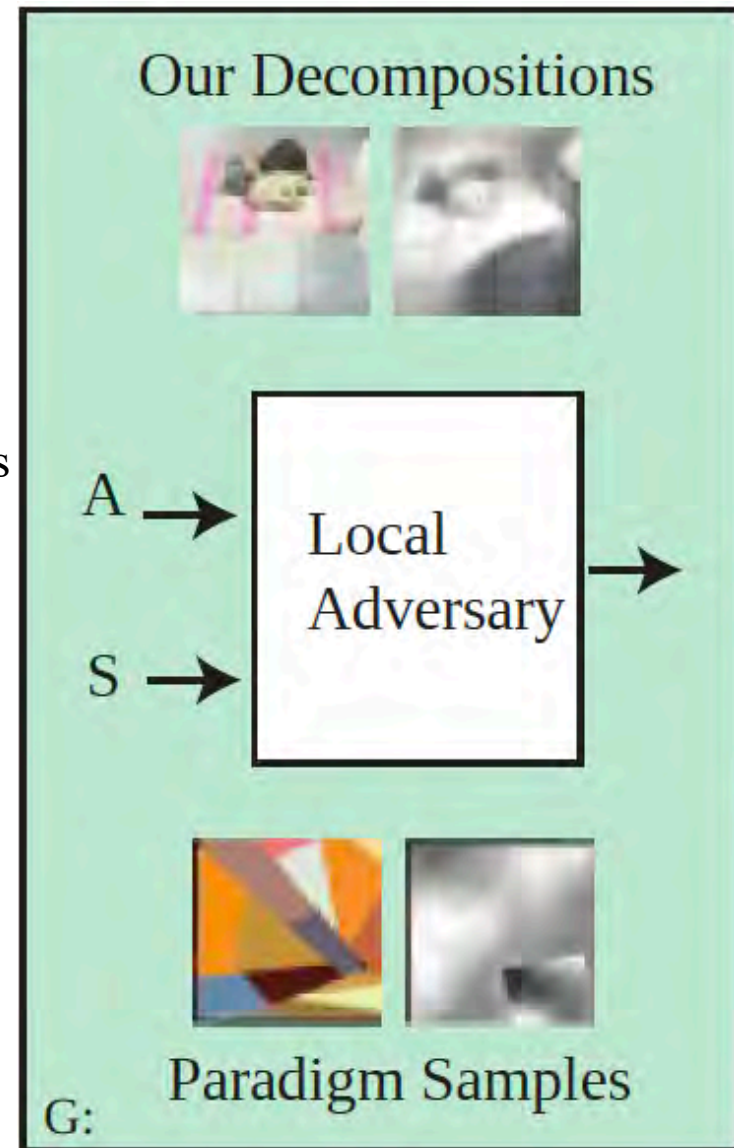 Our Decompositions
s
A
Local
Adversary
S
Paradigm Samples
G: